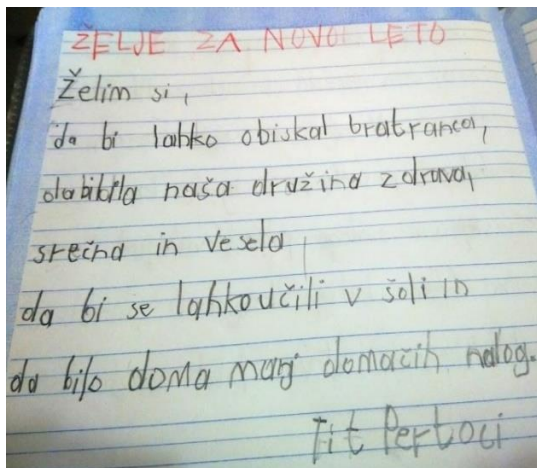 ŽELJE ZA NOVO LETO
Želim si,
da bi lahko obiskal bratranca,
da bi bila naša družina zdrava,
srečna in vesela,
da bi se lahko učili v šoli in
da bilo doma manj domačih nalog.
Tit Pertoci